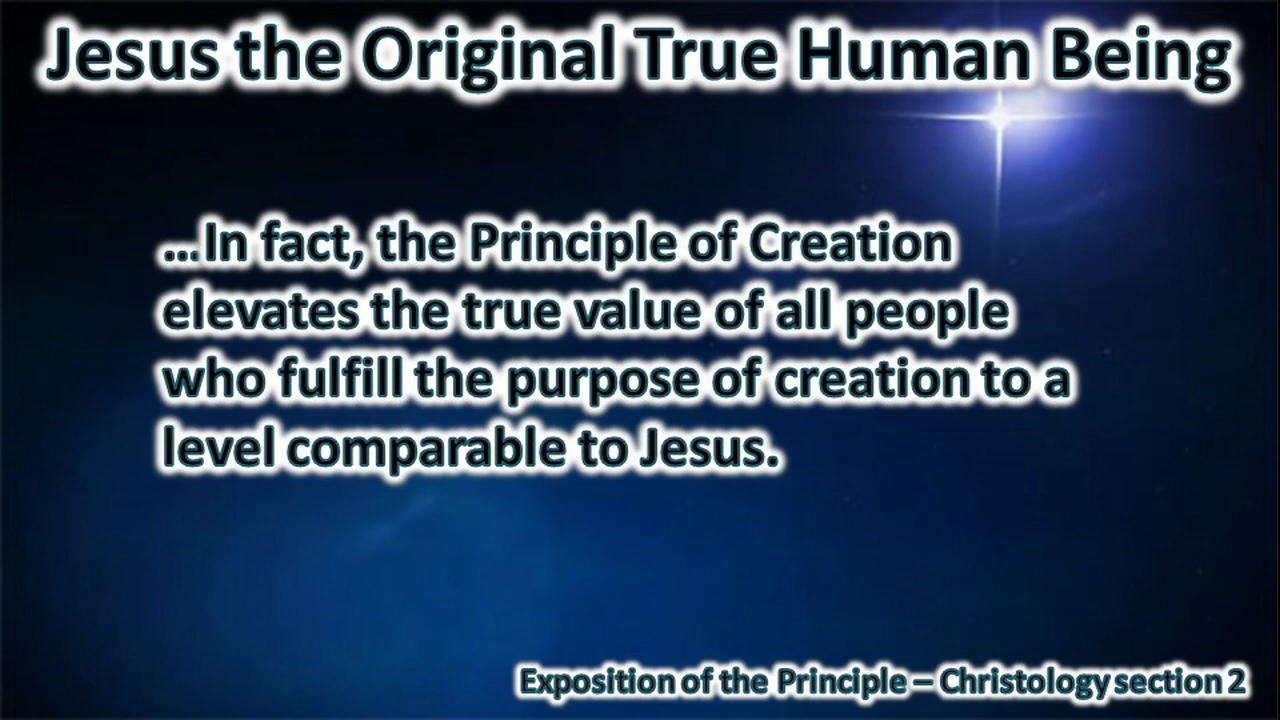 Jesus the Original True Human Being
...In fact, the Principle of Creation
elevates the true value of all people
who fulfill the purpose of creation to a
level comparable to Jesus.
Exposition of the Principle – Christology section 2